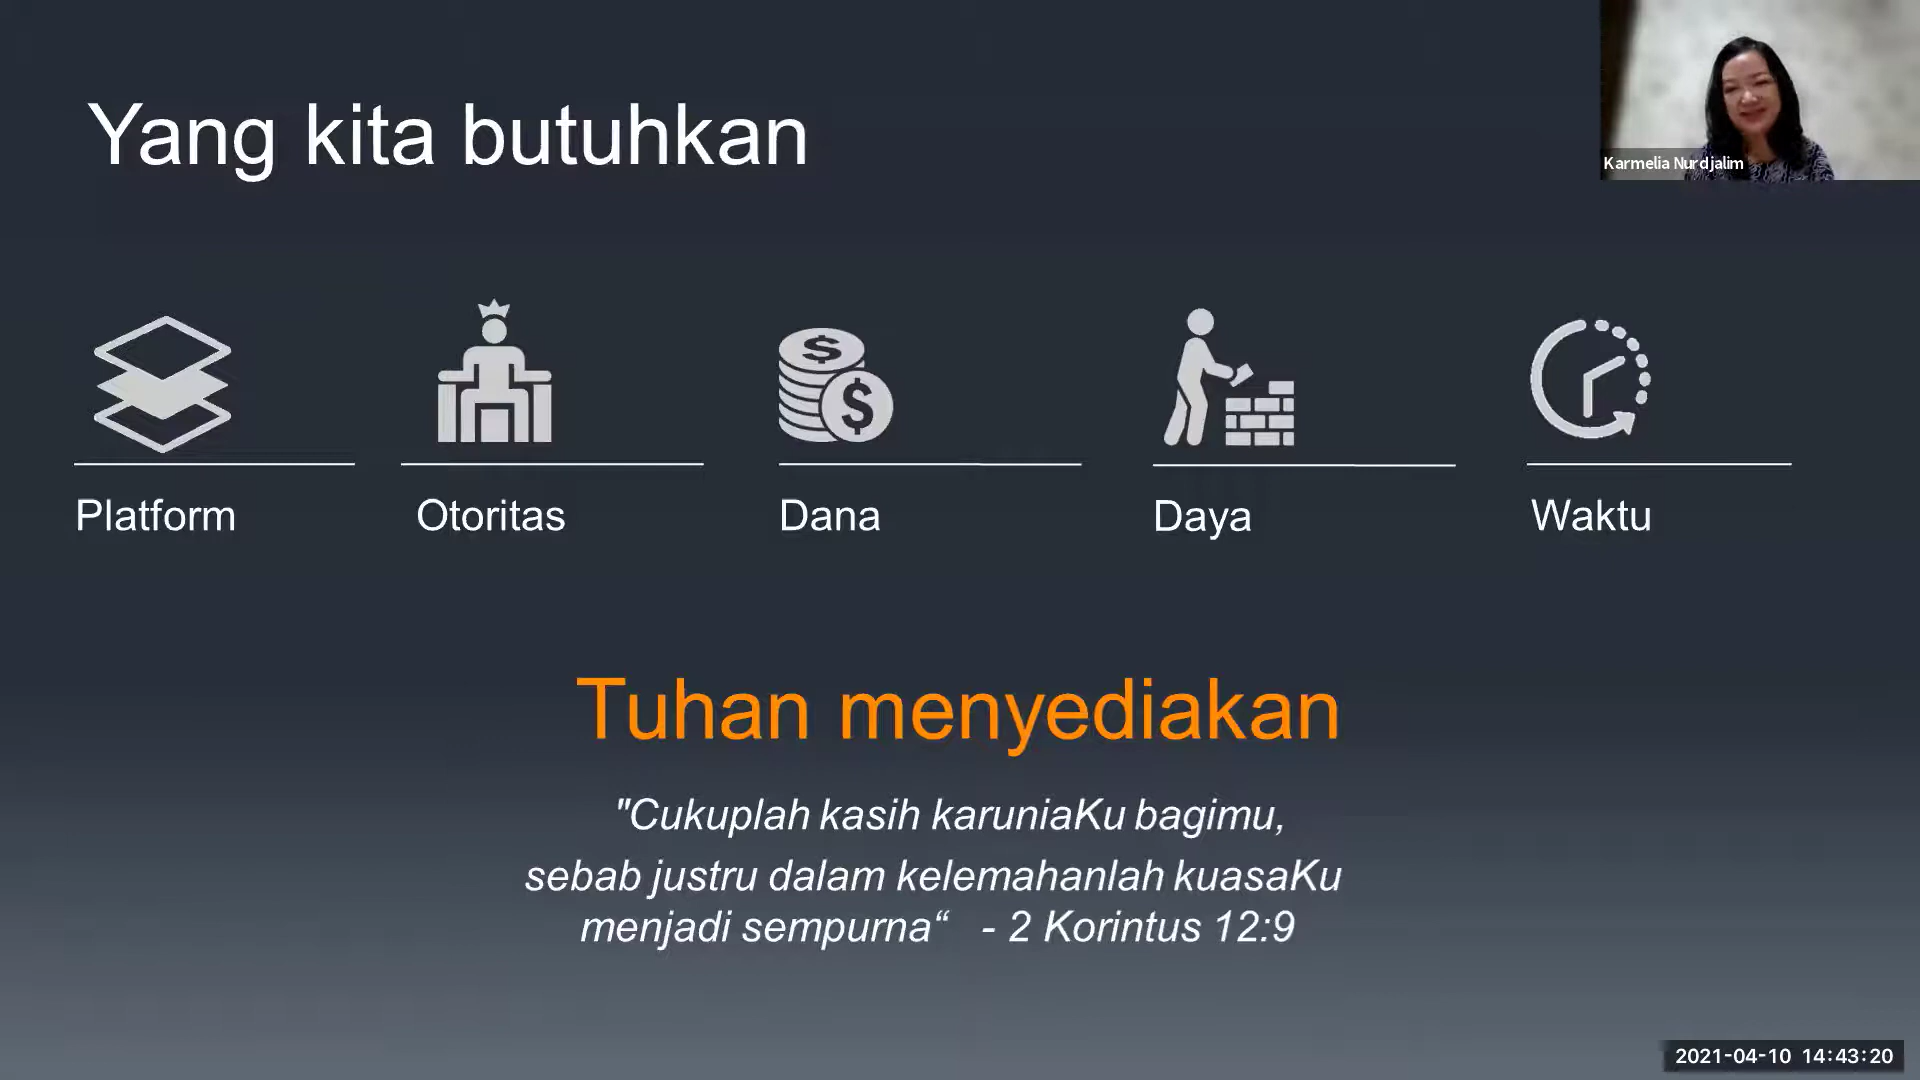 Yang kita butuhkan
Karmelia Nurdjalim
Platform
Otoritas
Dana
Daya
Waktu
Tuhan menyediakan
"Cukuplah kasih karuniaKu bagimu,
sebab justru dalam kelemahanlah kuasaKu
menjadi sempurna“ - 2 Korintus 12:9
2021-04-10 14:43:20